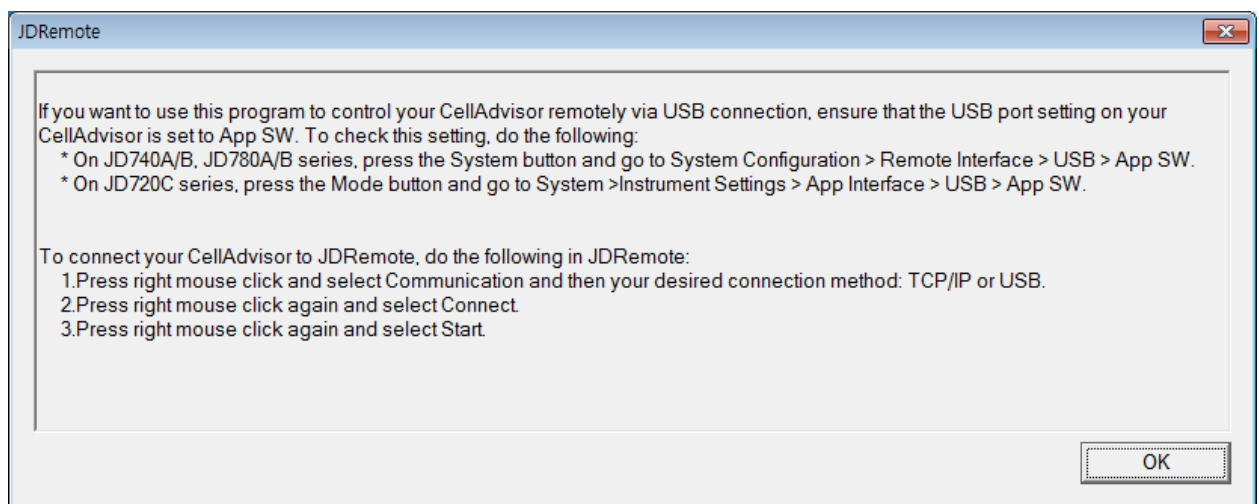 JDRemote
If you want to use this program to control your CellAdvisor remotely via USB connection, ensure that the USB port setting on your
CellAdvisor is set to App SW. To check this setting, do the following:
* On JD740A/B, JD780A/B series, press the System button and go to System Configuration > Remote Interface > USB > App SW.
* On JD720C series, press the Mode button and go to System >Instrument Settings > App Interface > USB > App SW.
To connect your CellAdvisor to JDRemote, do the following in JDRemote:
1.Press right mouse click and select Communication and then your desired connection method: TCP/IP or USB.
2.Press right mouse click again and select Connect.
3.Press right mouse click again and select Start.
OK